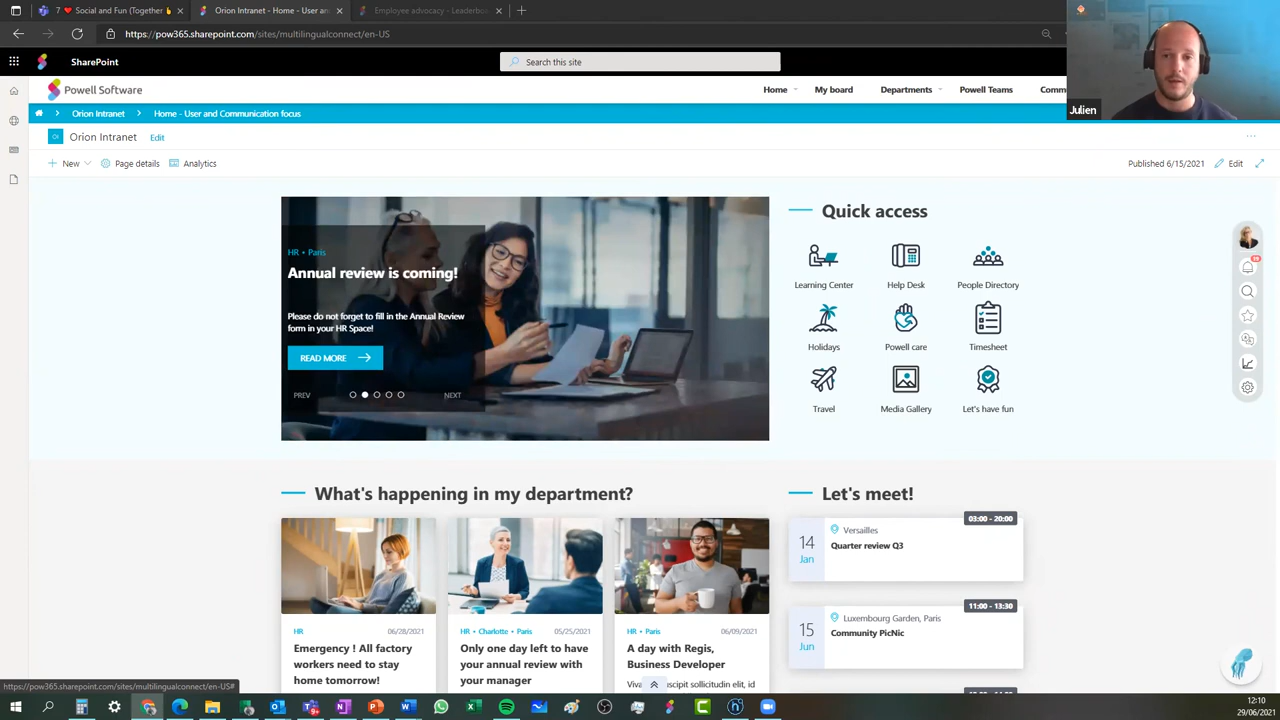 7 ❤ Social and Fun (Together
Orion Intranet - Home - User and
Employee advocacy - Leaderbo
https://pow365.sharepoint.com/sites/multilingualconnect/en-US
SharePoint
Search this site
Julien
Powell Software
Home
My board
Departments
Powell Teams
Comm
Orion Intranet
Home - User and Communication focus
OI
Orion Intranet
Edit
New
Page details
Analytics
Published 6/15/2021
Edit
HR • Paris
Annual review is coming!
Please do not forget to fill in the Annual Review
form in your HR Space!
READ MORE
PREV
NEXT
Quick access
Learning Center
Help Desk
People Directory
Holidays
Powell care
Timesheet
Travel
Media Gallery
Let's have fun
What's happening in my department?
HR
06/28/2021
Emergency ! All factory
workers need to stay
home tomorrow!
HR • Charlotte • Paris
05/25/2021
Only one day left to have
your annual review with
your manager
HR • Paris
06/09/2021
A day with Regis,
Business Developer
suscipit sollicitudin elit, id
Let's meet!
03:00 - 20:00
14
Jan
Versailles
Quarter review Q3
11:00 - 13:30
15
Jun
Luxembourg Garden, Paris
Community PicNic
https://pow365.sharepoint.com/sites/multilingualconnect/en-US#
12:10
29/06/2021